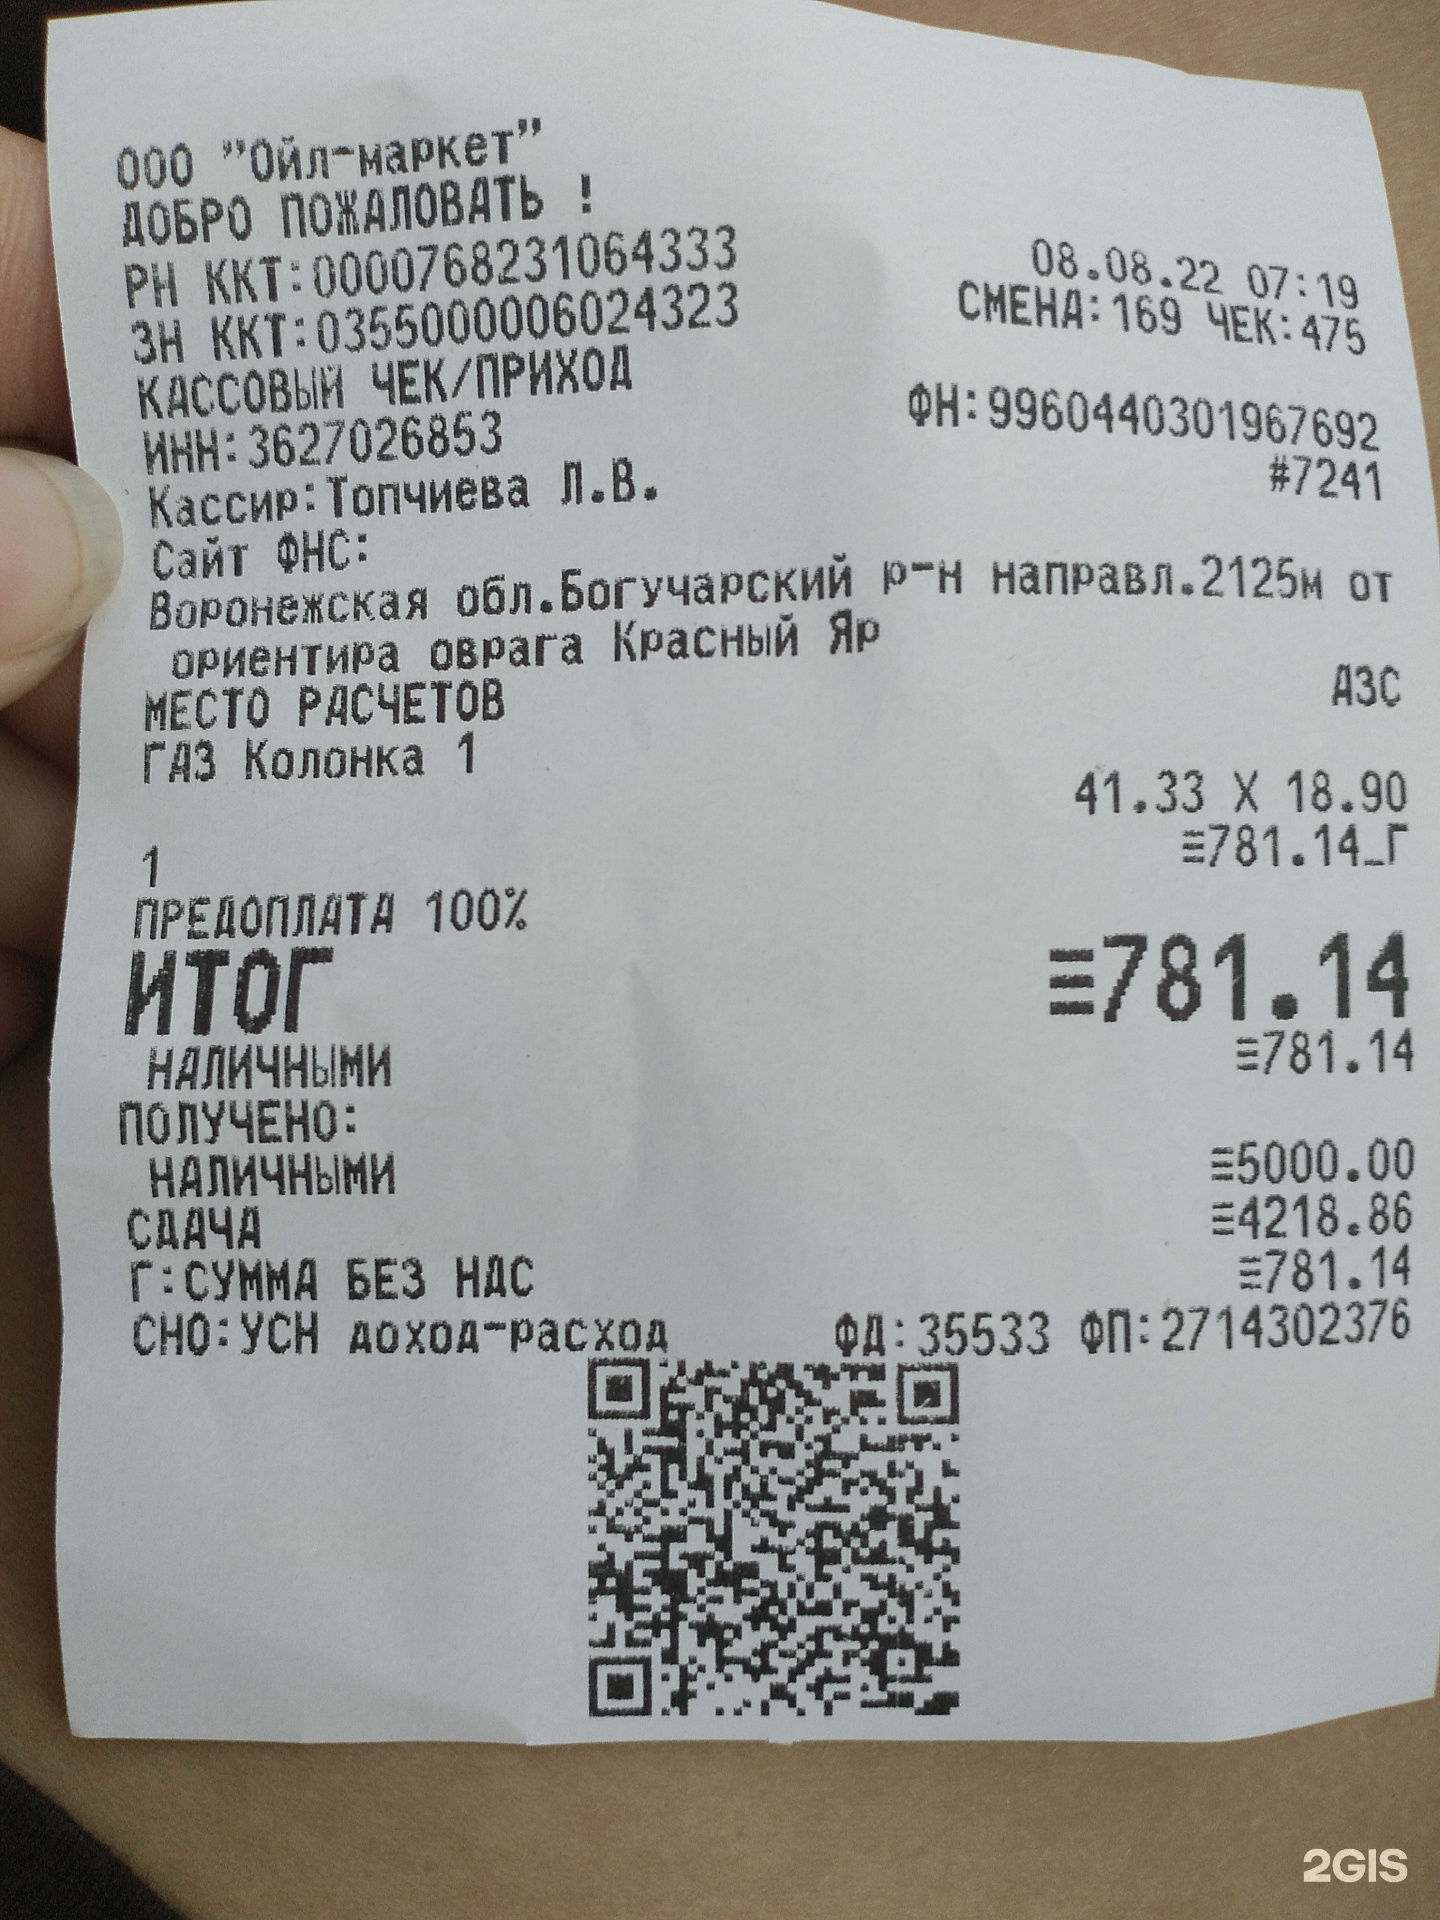 ООО "Ойл-маркет"
ДОБРО ПОЖАЛОВАТЬ !
РН ККТ:0000768231064333 08.08.22 07:19
ЗН ККТ:0355000006024323 СМЕНА:169 ЧЕК:475
КАССОВЫЙ ЧЕК/ПРИХОД
ИНН:3627026853 ФН:9960440301967692
Кассир:Топчиева Л.В. #7241
Сайт ФНС:
Воронежская обл.Богучарский р-н направл.2125м от
ориентира оврага Красный Яр
МЕСТО РАСЧЕТОВ АЗС
ГАЗ Колонка 1
41.33 X 18.90
1 ≡781.14_Г
ПРЕДОПЛАТА 100%
ИТОГ ≡781.14
НАЛИЧНЫМИ ≡781.14
ПОЛУЧЕНО:
НАЛИЧНЫМИ ≡5000.00
СДАЧА ≡4218.86
Г:СУММА БЕЗ НДС ≡781.14
СНО:УСН доход-расход ФД:35533 ФП:2714302376
2GIS